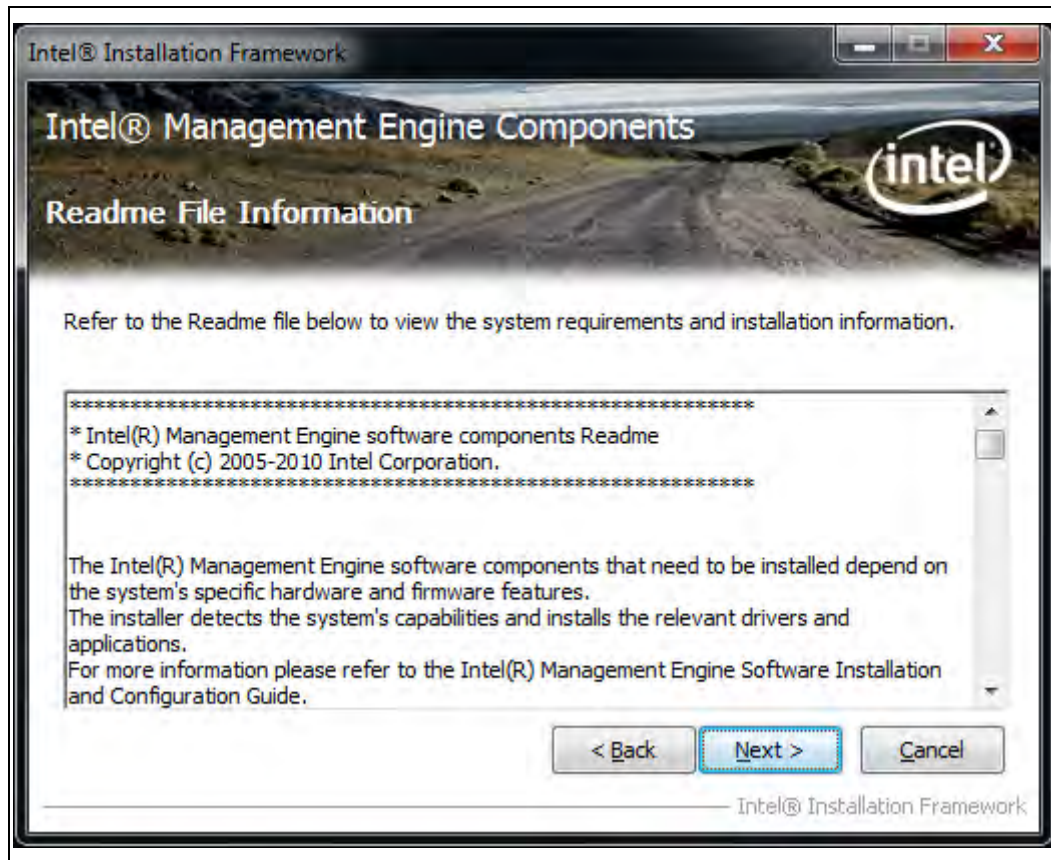 Intel® Installation Framework
Intel® Management Engine Components
intel
Readme File Information
Refer to the Readme file below to view the system requirements and installation information.
*********************************************************
* Intel(R) Management Engine software components Readme
* Copyright (c) 2005-2010 Intel Corporation.
*********************************************************
The Intel(R) Management Engine software components that need to be installed depend on
the system's specific hardware and firmware features.
The installer detects the system's capabilities and installs the relevant drivers and
applications.
For more information please refer to the Intel(R) Management Engine Software Installation
and Configuration Guide.
< Back Next > Cancel
Intel® Installation Framework